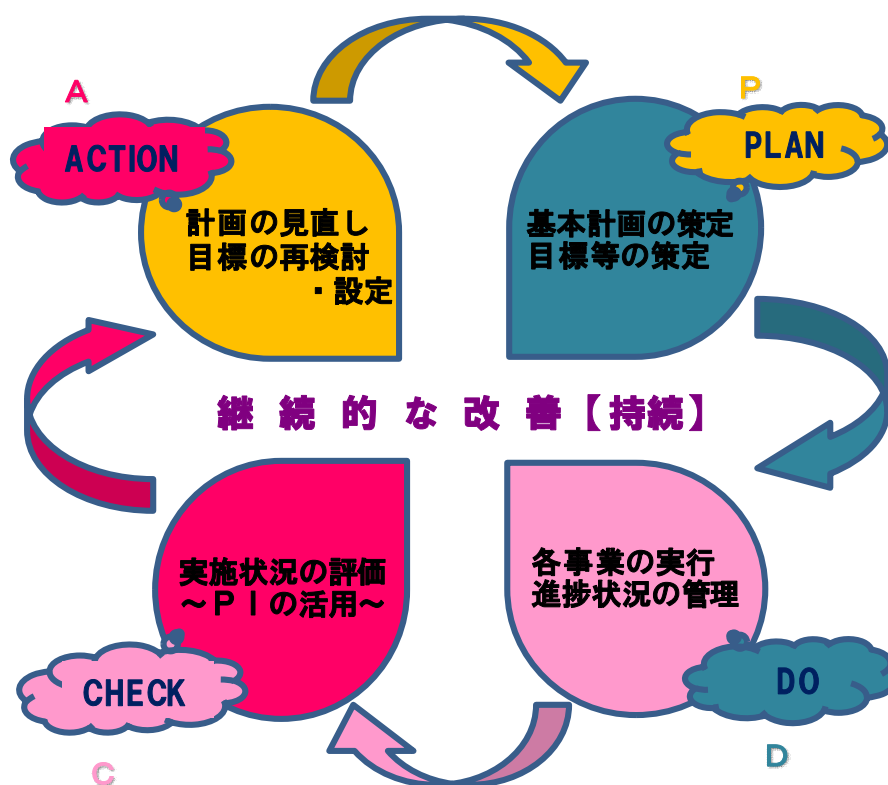 A
ACTION
計画の見直し
目標の再検討
・設定
P
PLAN
基本計画の策定
目標等の策定
継続的な改善【持続】
実施状況の評価
～ＰＩの活用～
CHECK
C
各事業の実行
進捗状況の管理
DO
D